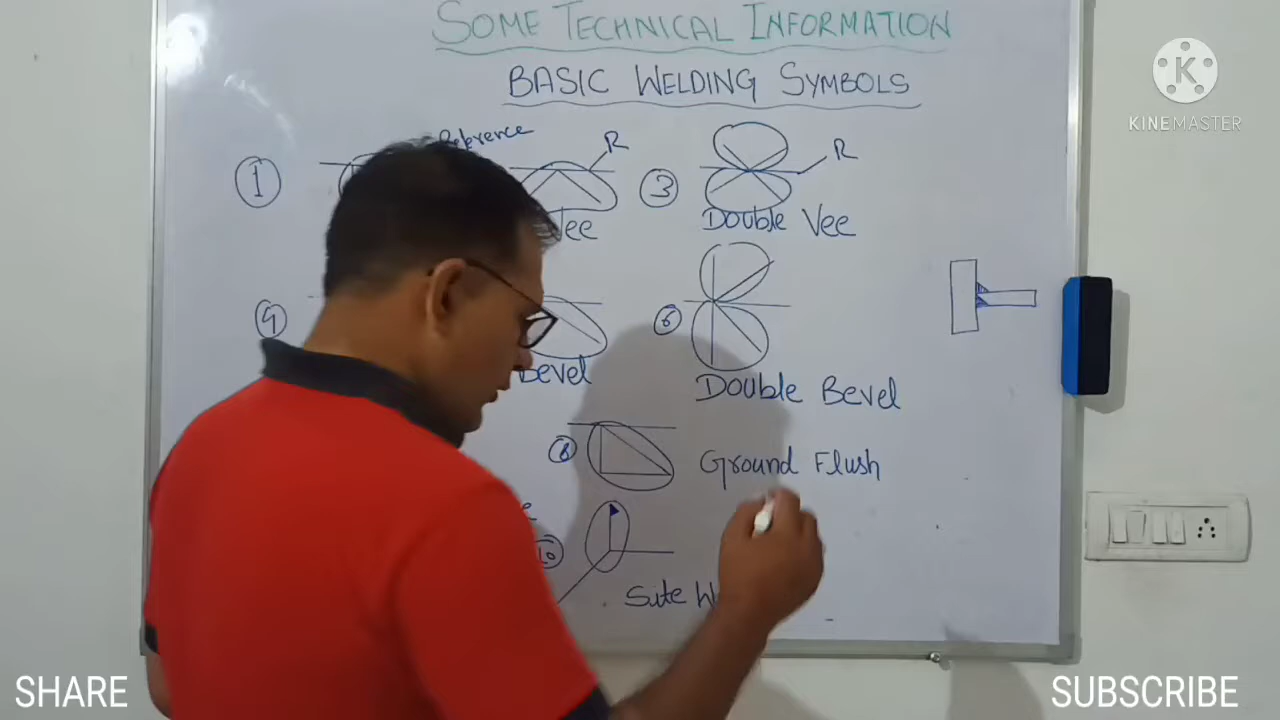 SOME TECHNICAL INFORMATION
BASIC WELDING SYMBOLS
K
KINEMASTER
Reference
R
R
1
3
Vee
Double Vee
4
6
Bevel
Double Bevel
8
Ground Flush
10
Site W
SHARE
SUBSCRIBE